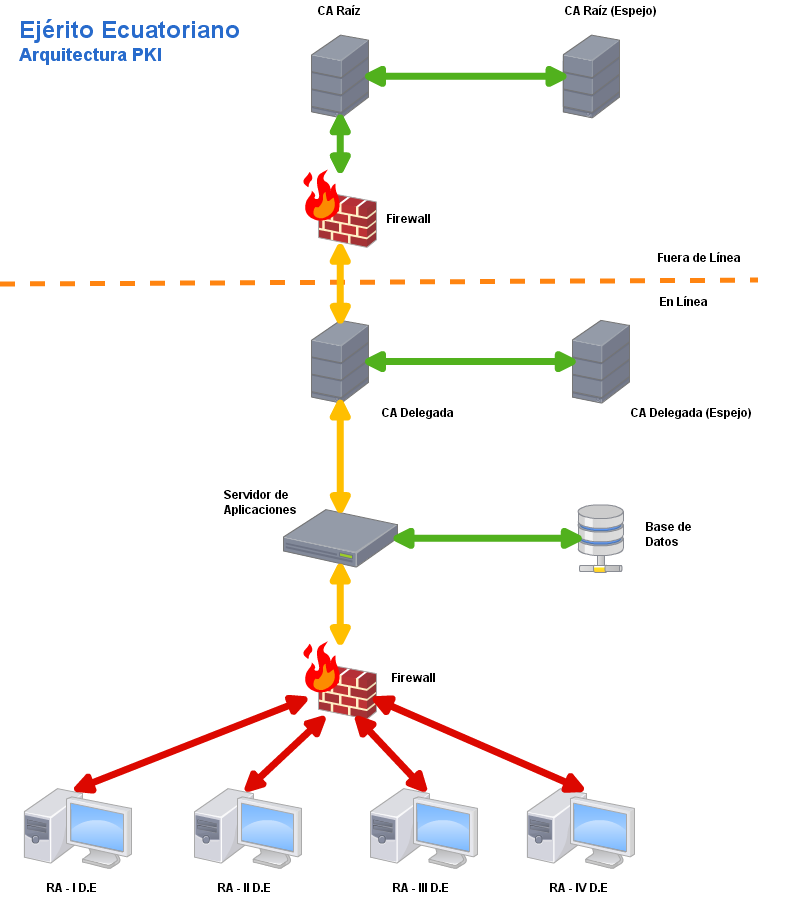 Ejérito Ecuatoriano
Arquitectura PKI
CA Raíz
CA Raíz (Espejo)
Firewall
Fuera de Línea
En Línea
CA Delegada
CA Delegada (Espejo)
Servidor de
Aplicaciones
Base de
Datos
Firewall
RA - I D.E
RA - II D.E
RA - III D.E
RA - IV D.E